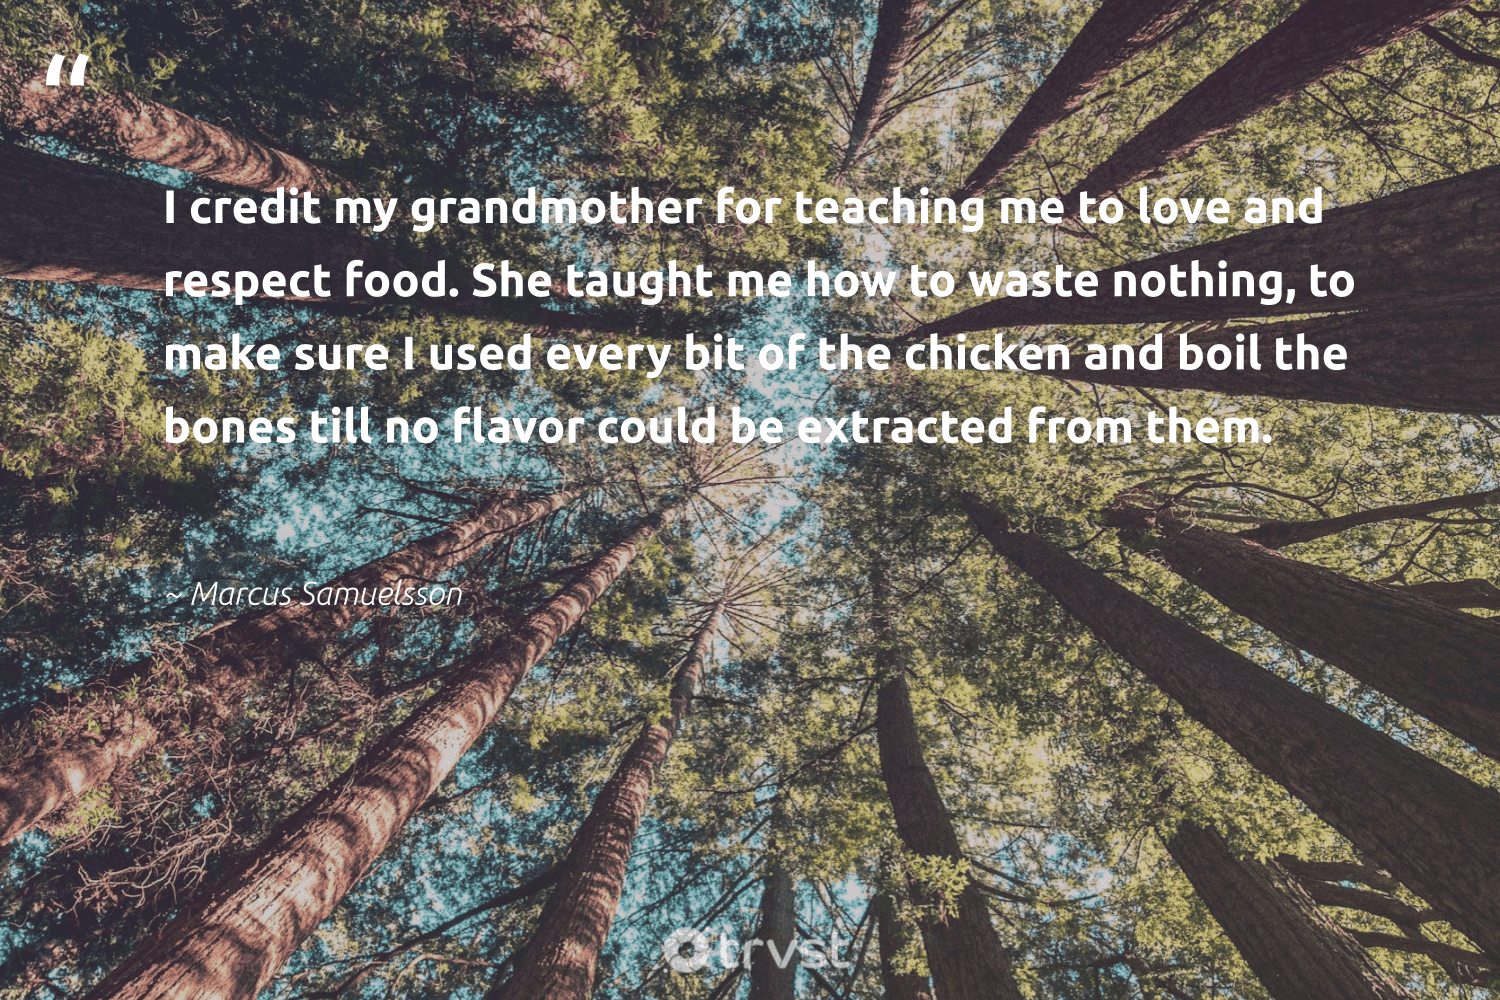 “
I credit my grandmother for teaching me to love and
respect food. She taught me how to waste nothing, to
make sure I used every bit of the chicken and boil the
bones till no flavor could be extracted from them.
~ Marcus Samuelsson
trvst